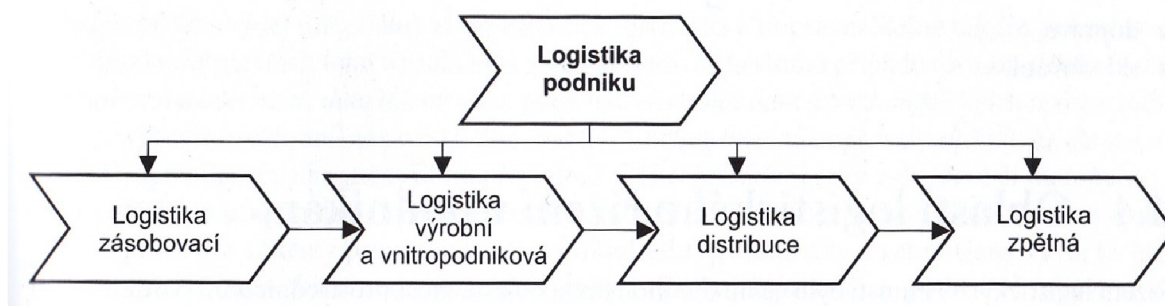 Logistika
podniku
Logistika
zásobovací
Logistika
výrobní
a vnitropodniková
Logistika
distribuce
Logistika
zpětná